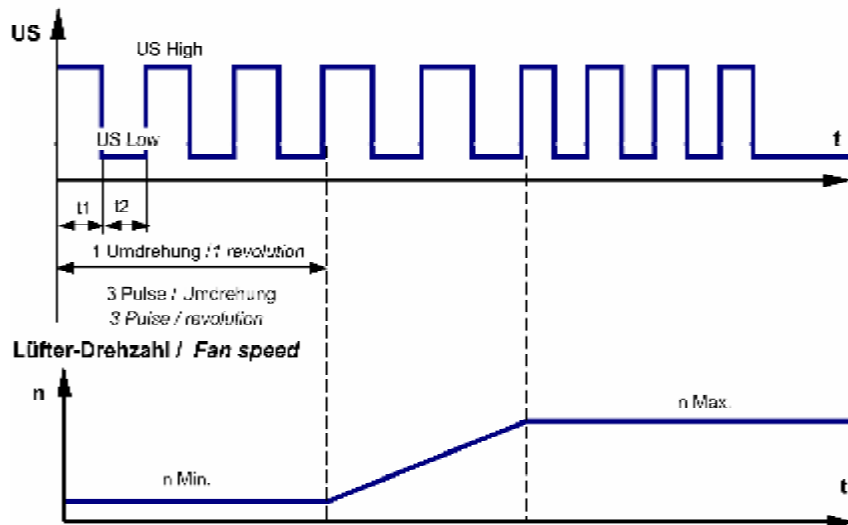 US
US High
US Low
t
t1 t2
1 Umdrehung / 1 revolution
3 Pulse / Umdrehung
3 Pulse / revolution
Lüfter-Drehzahl / Fan speed
n
n Max.
n Min.
t